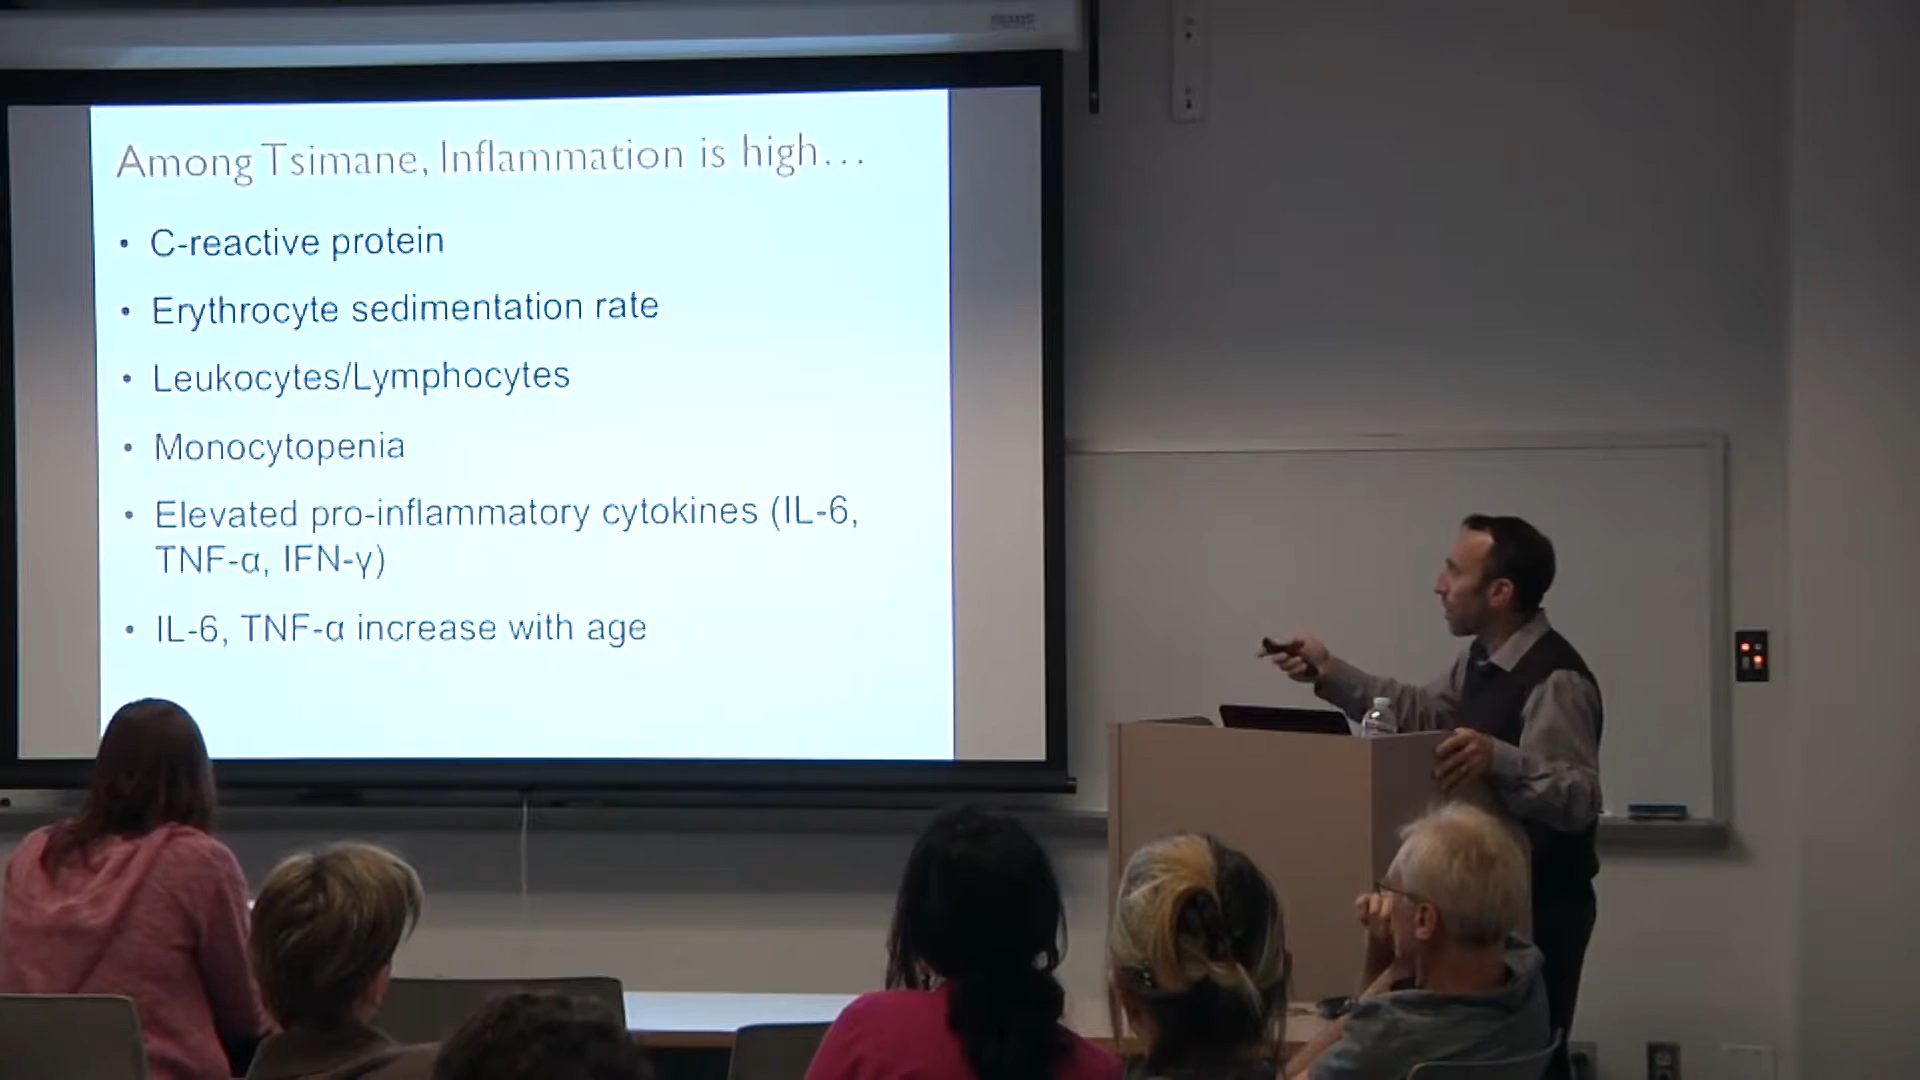 Among Tsimane, Inflammation is high…
• C-reactive protein
• Erythrocyte sedimentation rate
• Leukocytes/Lymphocytes
• Monocytopenia
• Elevated pro-inflammatory cytokines (IL-6,
TNF-α, IFN-γ)
• IL-6, TNF-α increase with age